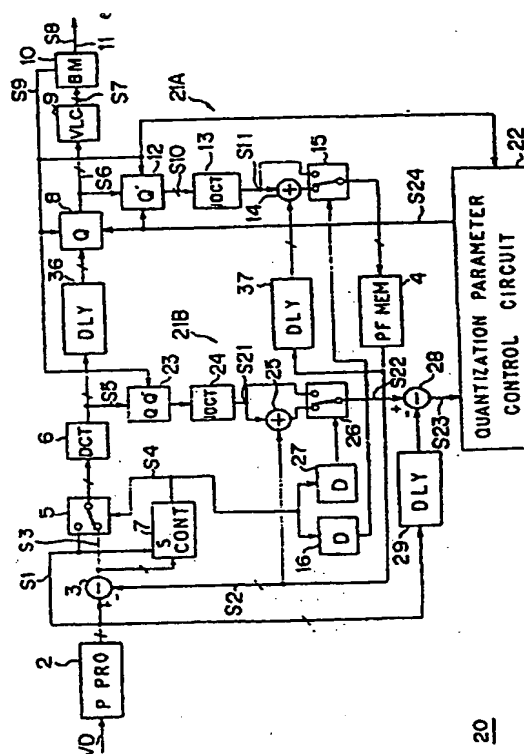 VD
2
P PRO
S1
3
S3
5
S4
7
S CONT
S2
6
DCT
S5
36
DLY
8
Q
S6
9
VLC
S7
10
BM
S8
11
S9
21A
12
Q'
S10
13
IDCT
S11
14
15
21B
23
24
IDCT
S21
25
26
27
D
16
D
37
DLY
4
PF MEM
S22
28
S23
29
DLY
S24
22
QUANTIZATION PARAMETER
CONTROL CIRCUIT
20